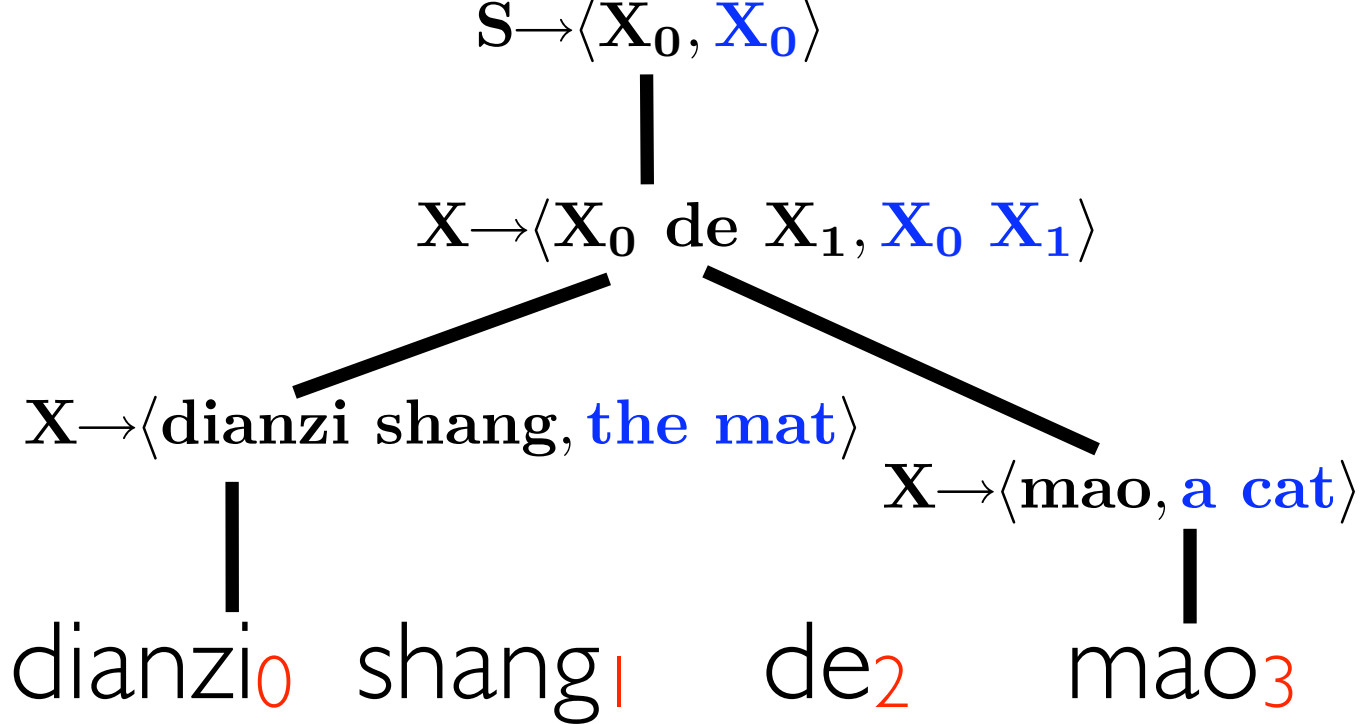 S→⟨X₀, X₀⟩
X→⟨X₀ de X₁, X₀ X₁⟩
X→⟨dianzi shang, the mat⟩
X→⟨mao, a cat⟩
dianzi₀ shang₁ de₂ mao₃